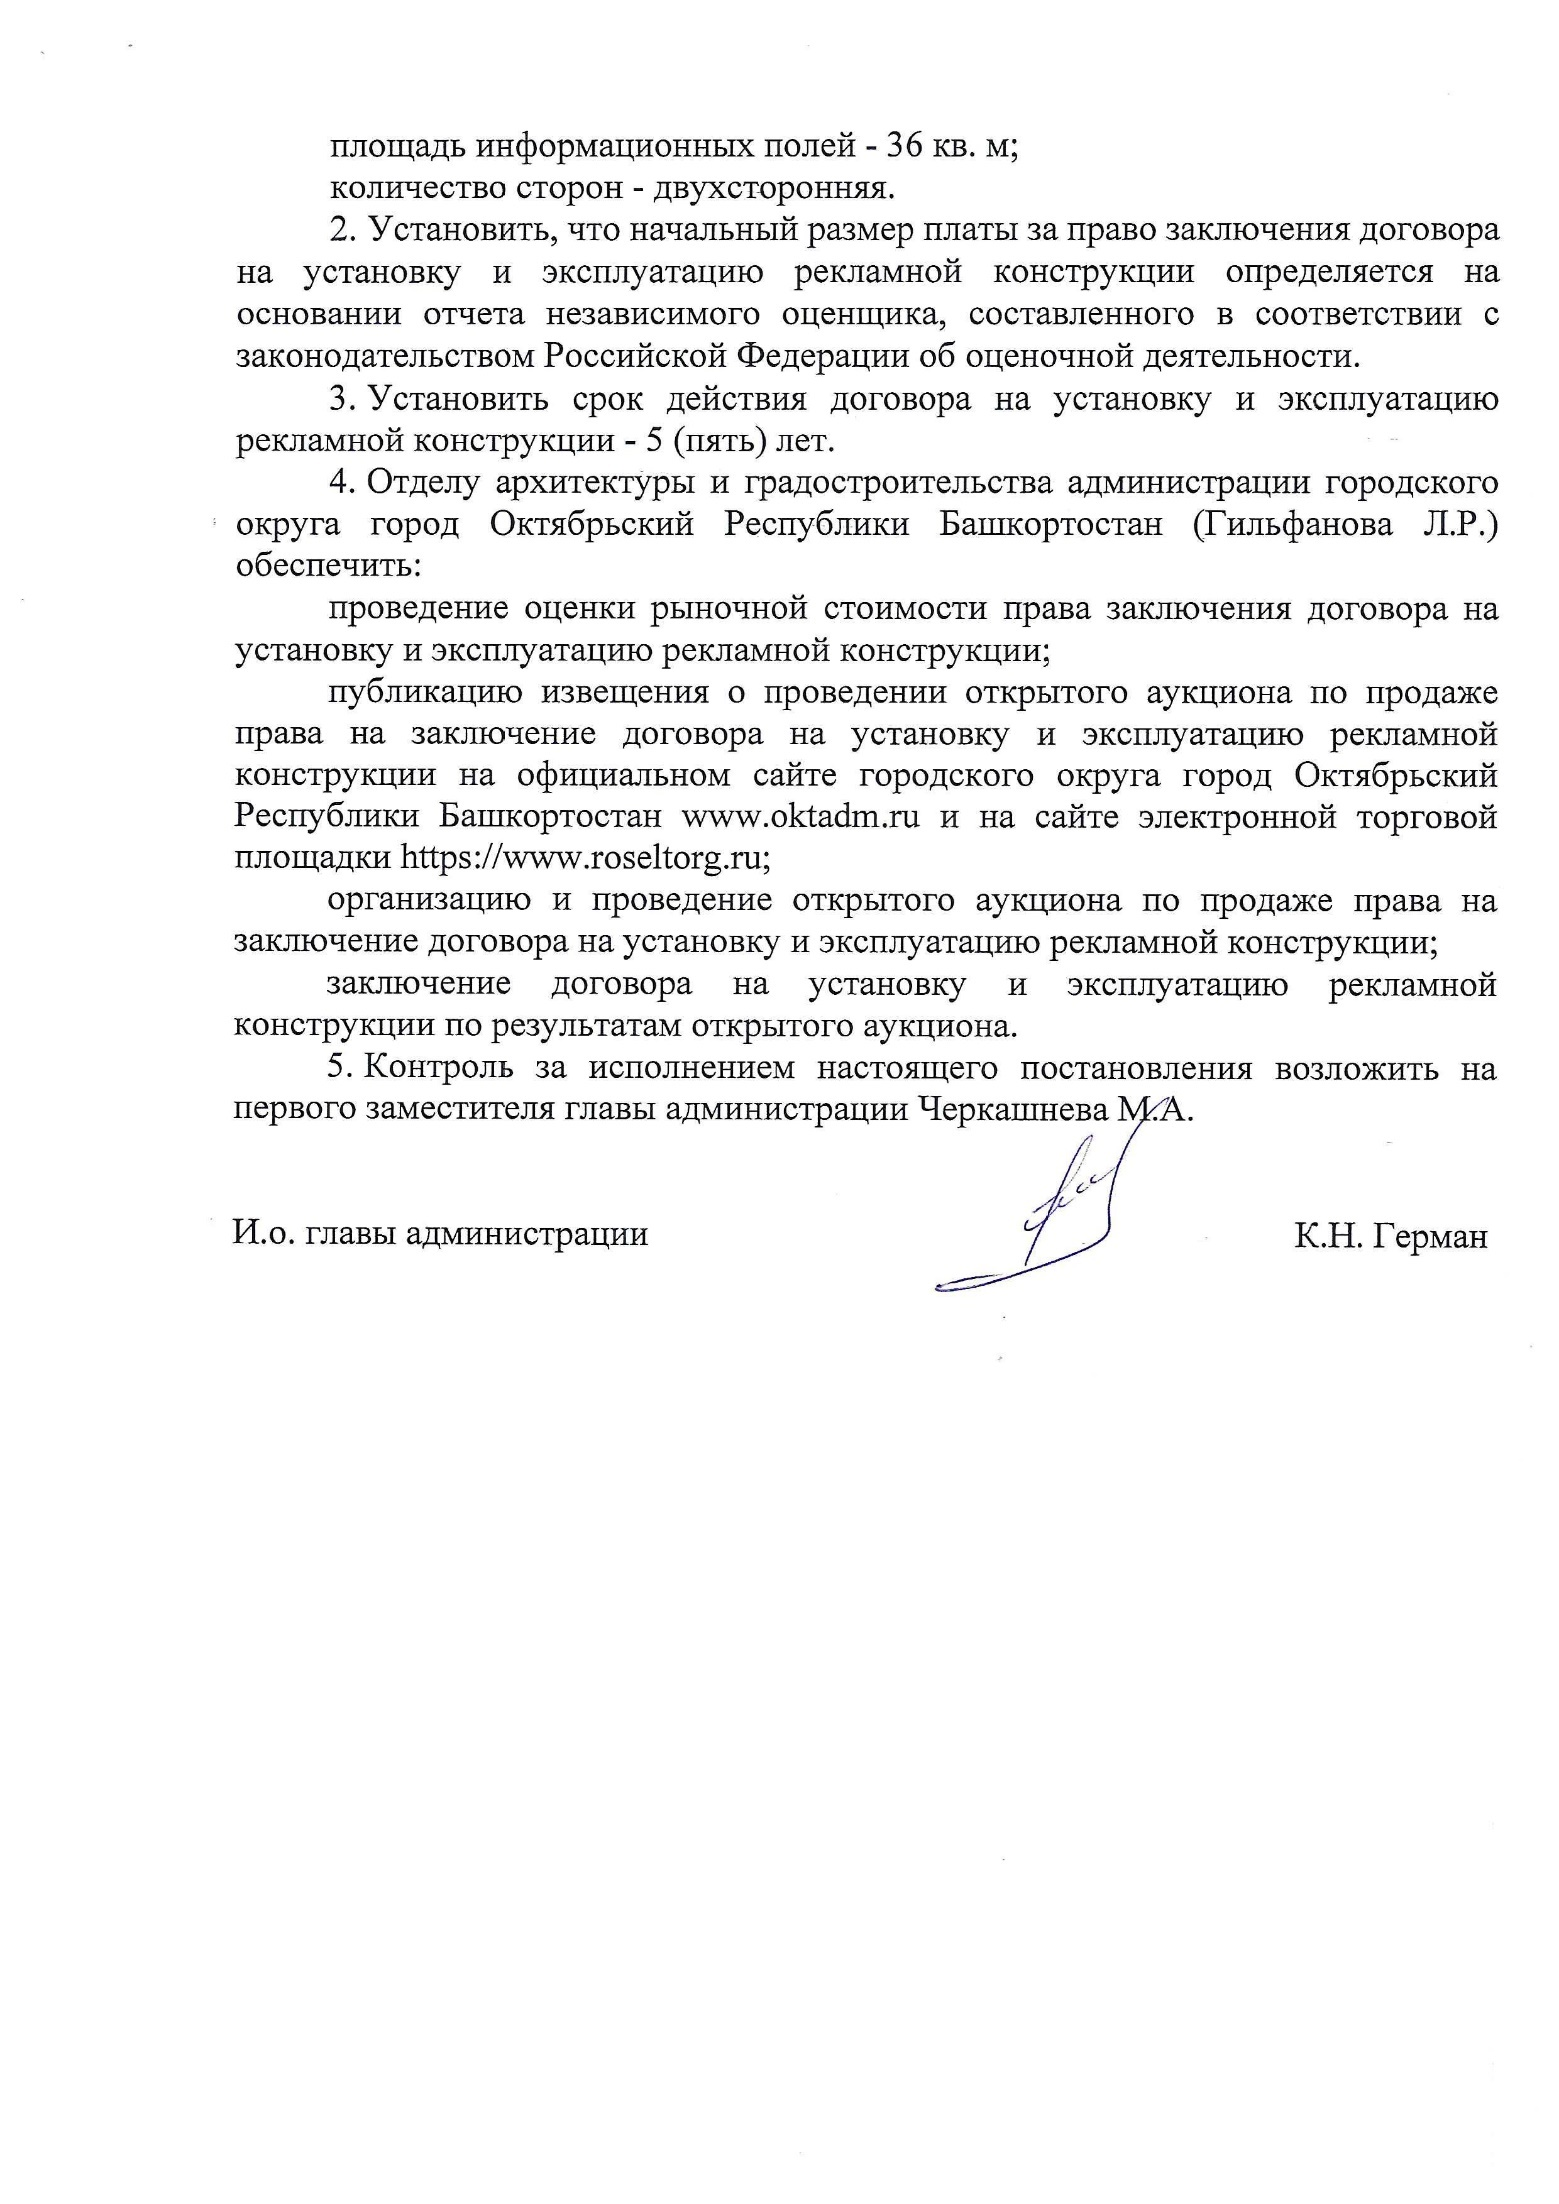 площадь информационных полей - 36 кв. м;
количество сторон - двухсторонняя.
2. Установить, что начальный размер платы за право заключения договора
на установку и эксплуатацию рекламной конструкции определяется на
основании отчета независимого оценщика, составленного в соответствии с
законодательством Российской Федерации об оценочной деятельности.
3. Установить срок действия договора на установку и эксплуатацию
рекламной конструкции - 5 (пять) лет.
4. Отделу архитектуры и градостроительства администрации городского
округа город Октябрьский Республики Башкортостан (Гильфанова Л.Р.)
обеспечить:
проведение оценки рыночной стоимости права заключения договора на
установку и эксплуатацию рекламной конструкции;
публикацию извещения о проведении открытого аукциона по продаже
права на заключение договора на установку и эксплуатацию рекламной
конструкции на официальном сайте городского округа город Октябрьский
Республики Башкортостан www.oktadm.ru и на сайте электронной торговой
площадки https://www.roseltorg.ru;
организацию и проведение открытого аукциона по продаже права на
заключение договора на установку и эксплуатацию рекламной конструкции;
заключение договора на установку и эксплуатацию рекламной
конструкции по результатам открытого аукциона.
5. Контроль за исполнением настоящего постановления возложить на
первого заместителя главы администрации Черкашнева М.А.
И.о. главы администрации К.Н. Герман